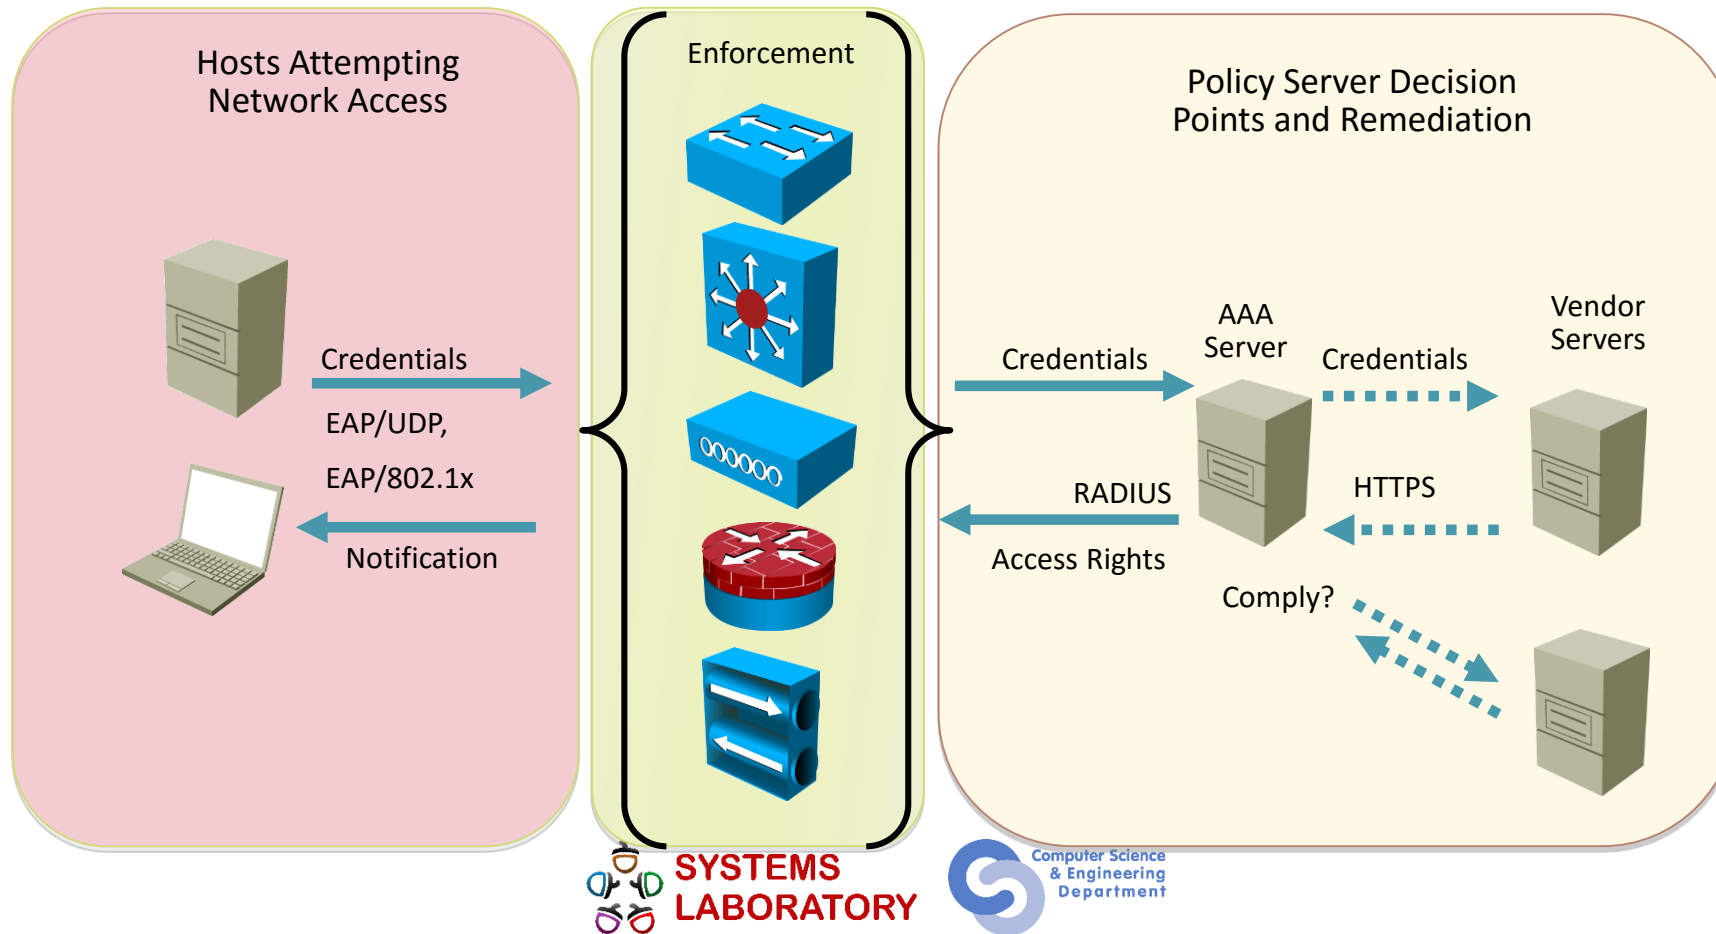 Hosts Attempting
Network Access
Enforcement
Policy Server Decision
Points and Remediation
Credentials
EAP/UDP,
EAP/802.1x
Notification
Credentials
RADIUS
Access Rights
AAA
Server
Credentials
HTTPS
Comply?
Vendor
Servers
SYSTEMS
LABORATORY
Computer Science
& Engineering
Department